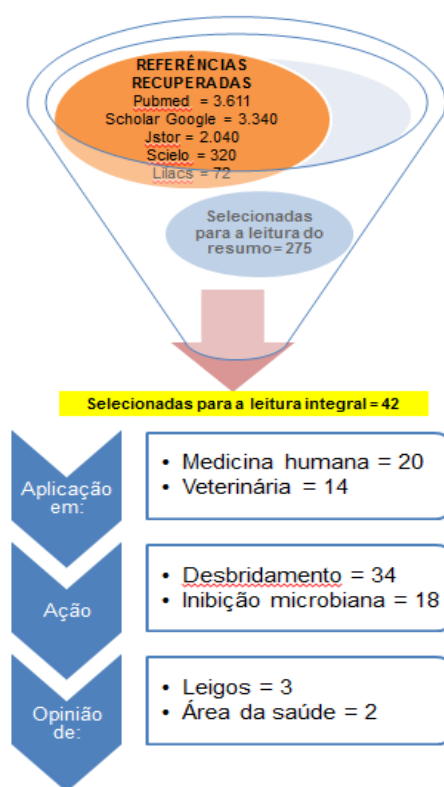 REFERÊNCIAS
RECUPERADAS
Pubmed = 3.611
Scholar Google = 3.340
Jstor = 2.040
Scielo = 320
Lilacs = 72
Selecionadas
para a leitura do
resumo = 275
Selecionadas para a leitura integral = 42
Aplicação
em:
• Medicina humana = 20
• Veterinária = 14
Ação
• Desbridamento = 34
• Inibição microbiana = 18
Opinião
de:
• Leigos = 3
• Área da saúde = 2